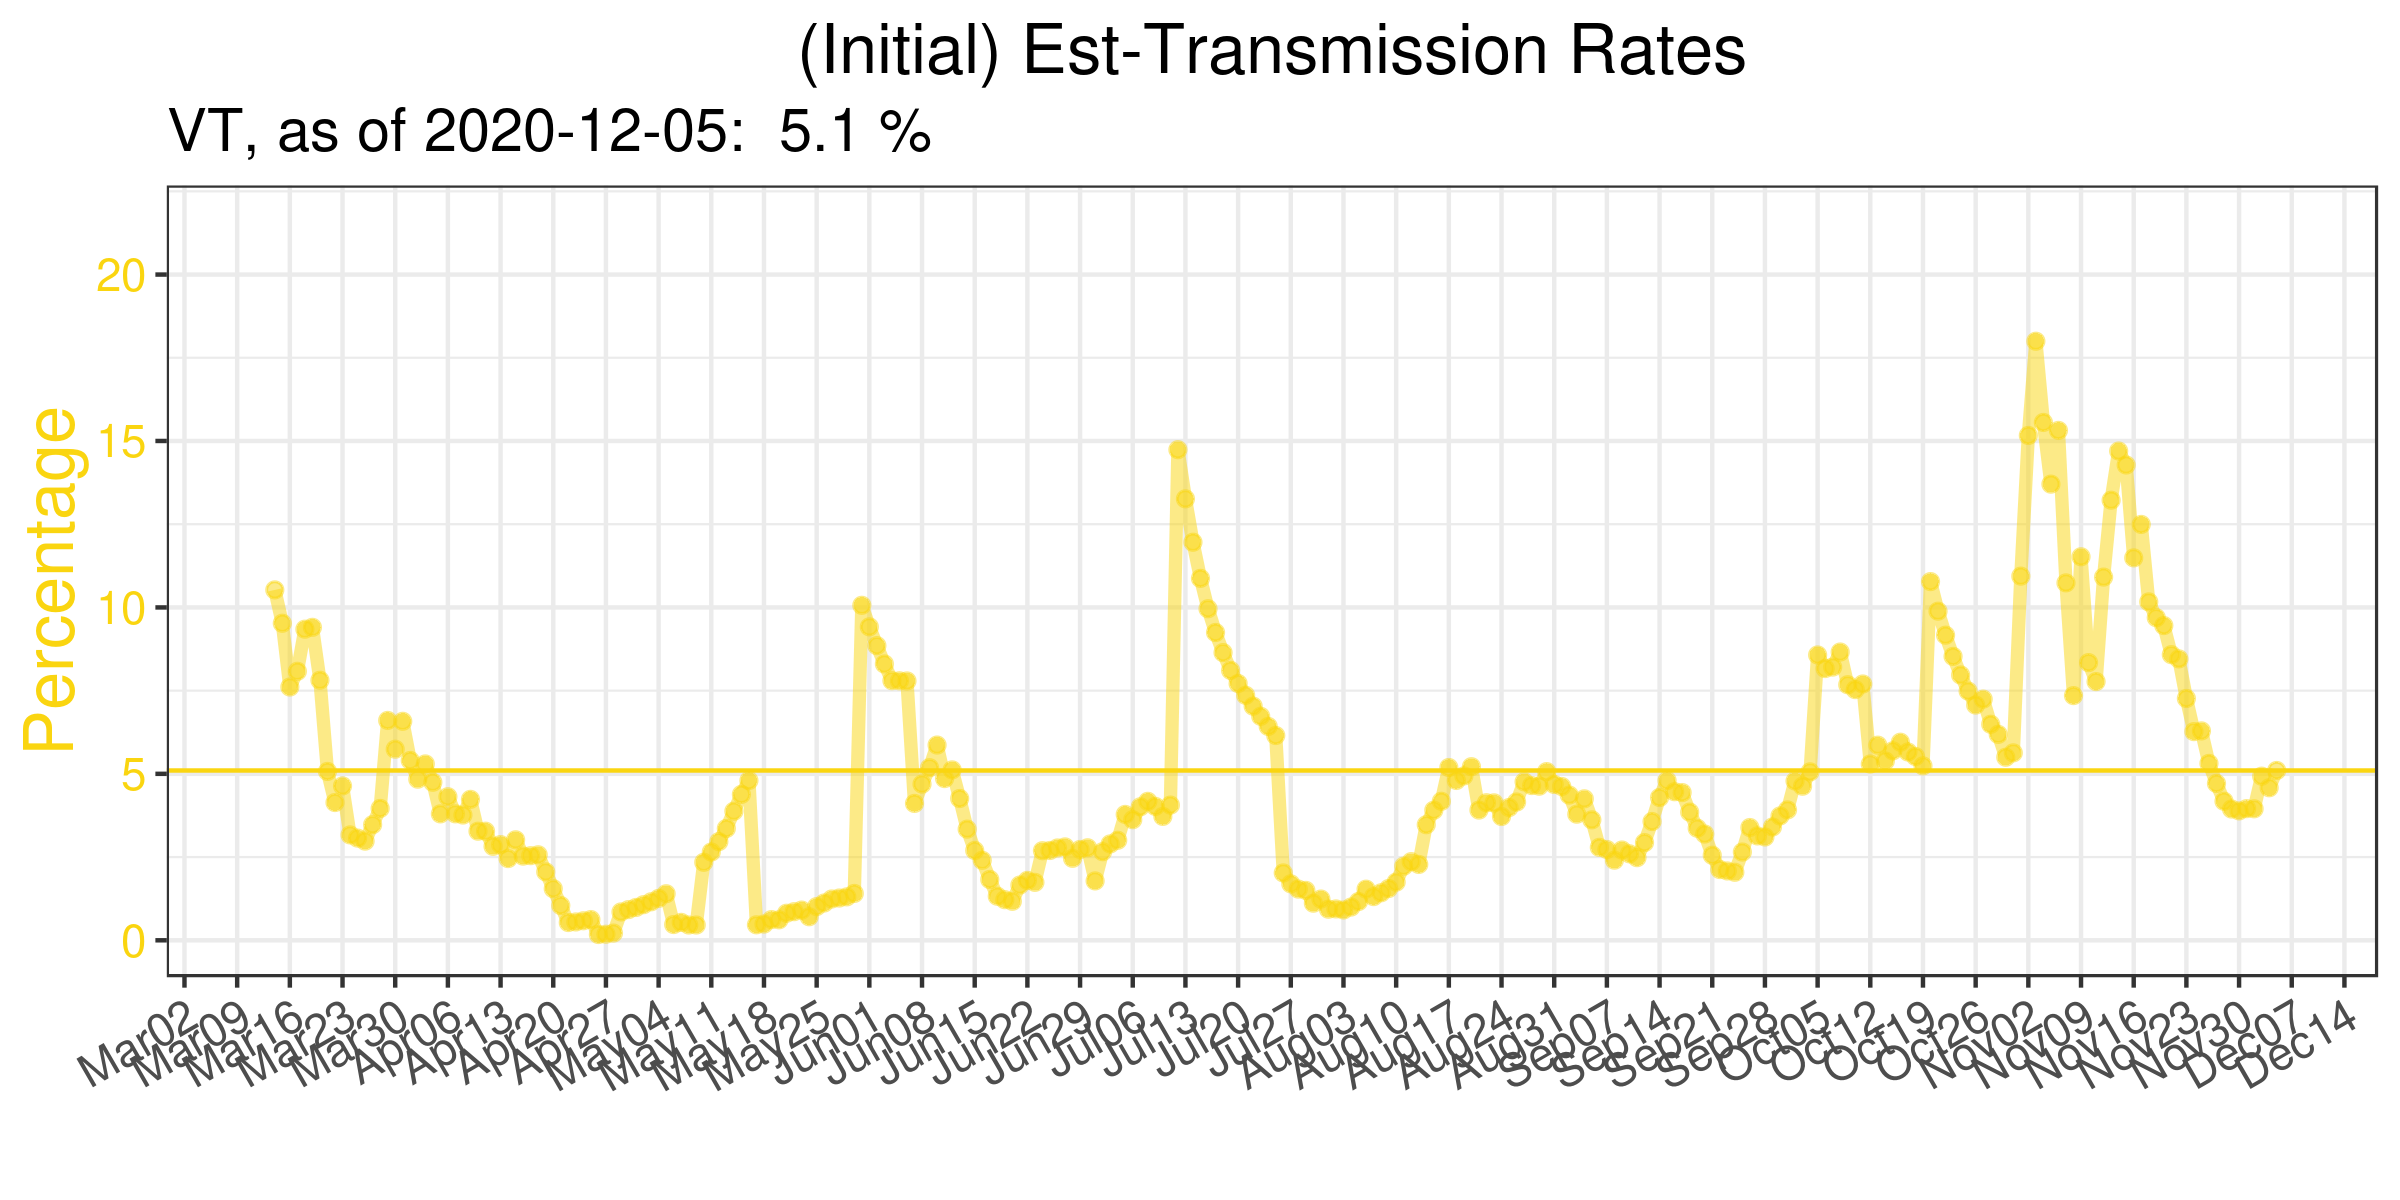 (Initial) Est-Transmission Rates
VT, as of 2020-12-05:  5.1 %
Percentage
20
15
10
5
0
Mar02
Mar09
Mar16
Mar23
Mar30
Apr06
Apr13
Apr20
Apr27
May04
May11
May18
May25
Jun01
Jun08
Jun15
Jun22
Jun29
Jul06
Jul13
Jul20
Jul27
Aug03
Aug10
Aug17
Aug24
Aug31
Sep07
Sep14
Sep21
Sep28
Oct05
Oct12
Oct19
Oct26
Nov02
Nov09
Nov16
Nov23
Nov30
Dec07
Dec14